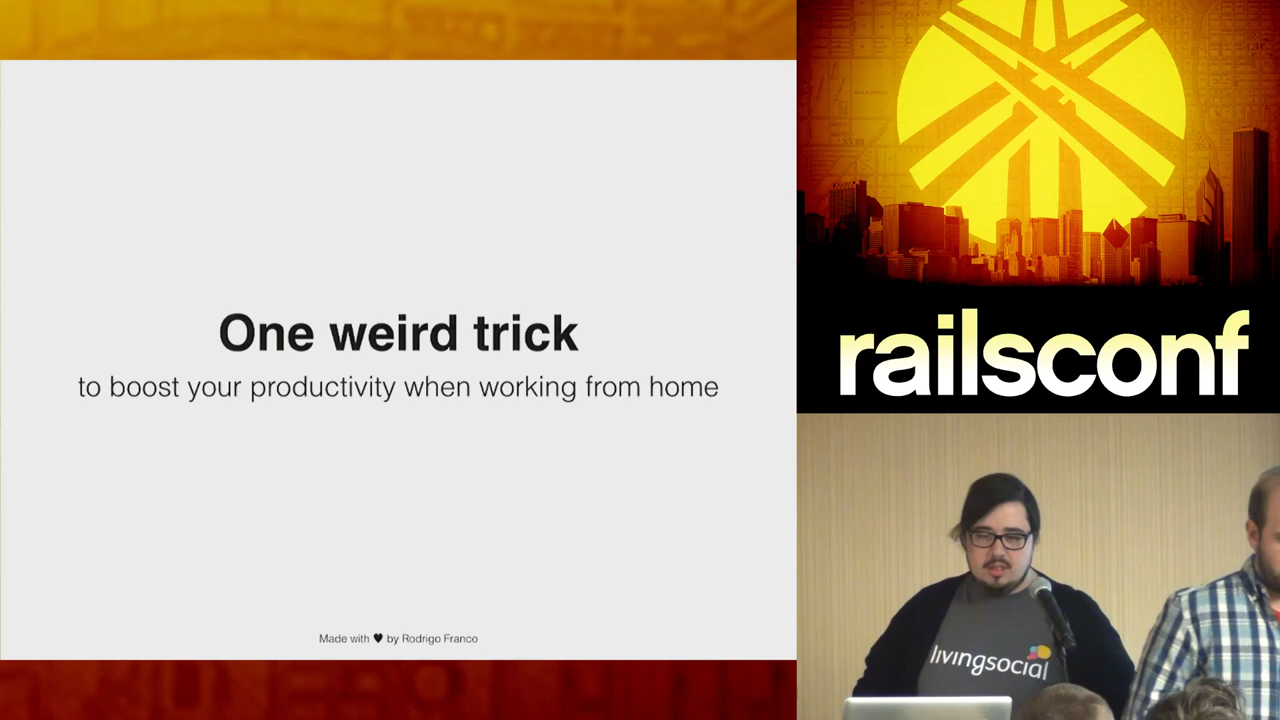 One weird trick
to boost your productivity when working from home
Made with ♥ by Rodrigo Franco
railsconf
livingsocial